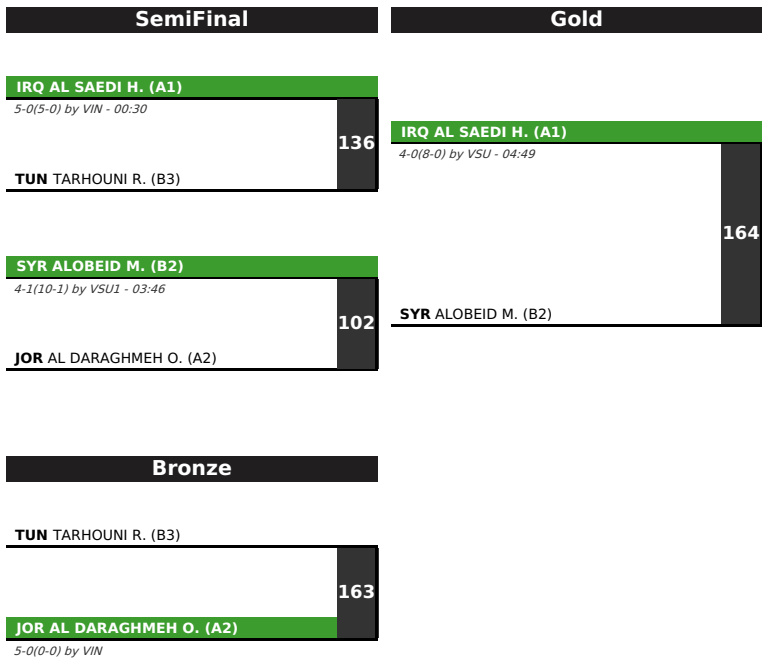 SemiFinal
IRQ AL SAEDI H. (A1)
5-0(5-0) by VIN - 00:30
136
TUN TARHOUNI R. (B3)
SYR ALOBEID M. (B2)
4-1(10-1) by VSU1 - 03:46
102
JOR AL DARAGHMEH O. (A2)
Gold
IRQ AL SAEDI H. (A1)
4-0(8-0) by VSU - 04:49
164
SYR ALOBEID M. (B2)
Bronze
TUN TARHOUNI R. (B3)
163
JOR AL DARAGHMEH O. (A2)
5-0(0-0) by VIN